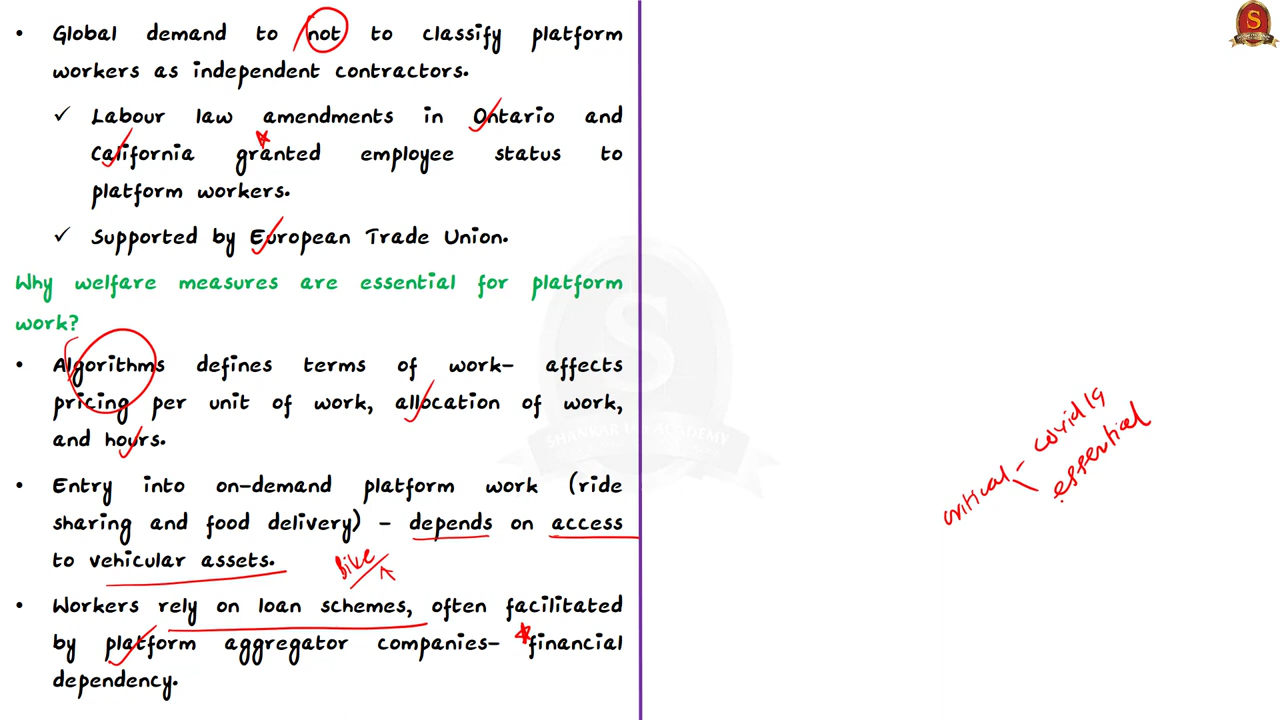 • Global demand to not to classify platform
workers as independent contractors.
✓ Labour law amendments in Ontario and
California granted employee status to
platform workers.
✓ Supported by European Trade Union.
Why welfare measures are essential for platform
work?
• Algorithms defines terms of work- affects
pricing per unit of work, allocation of work,
and hours.
• Entry into on-demand platform work (ride
sharing and food delivery) - depends on access
to vehicular assets.
Bike
• Workers rely on loan schemes, often facilitated
by platform aggregator companies- *financial
dependency.
critical - covid19
essential
S
SHANKAR IAS ACADEMY